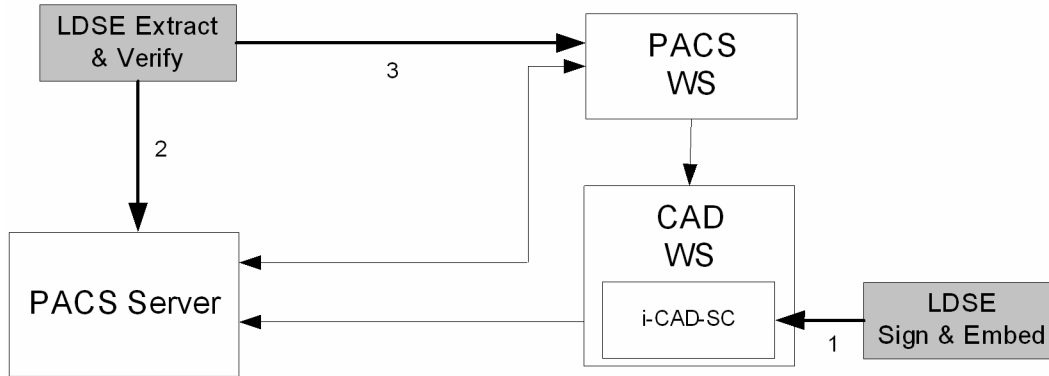 LDSE Extract
& Verify
3
PACS
WS
2
CAD
WS
PACS Server
i-CAD-SC
1
LDSE
Sign & Embed